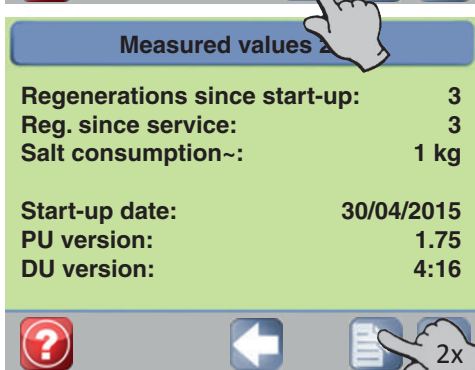 Measured values 2
Regenerations since start-up: 3
Reg. since service: 3
Salt consumption~: 1 kg
Start-up date: 30/04/2015
PU version: 1.75
DU version: 4:16
?
2x